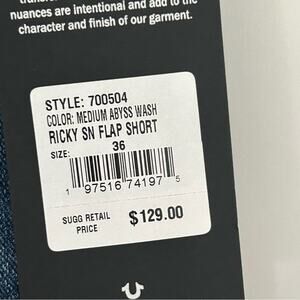 nuances are intentional and add to the
character and finish of our garment.
STYLE: 700504
COLOR: MEDIUM ABYSS WASH
RICKY SN FLAP SHORT
SIZE: 36
1 97516 74197 5
SUGG RETAIL
PRICE
$129.00